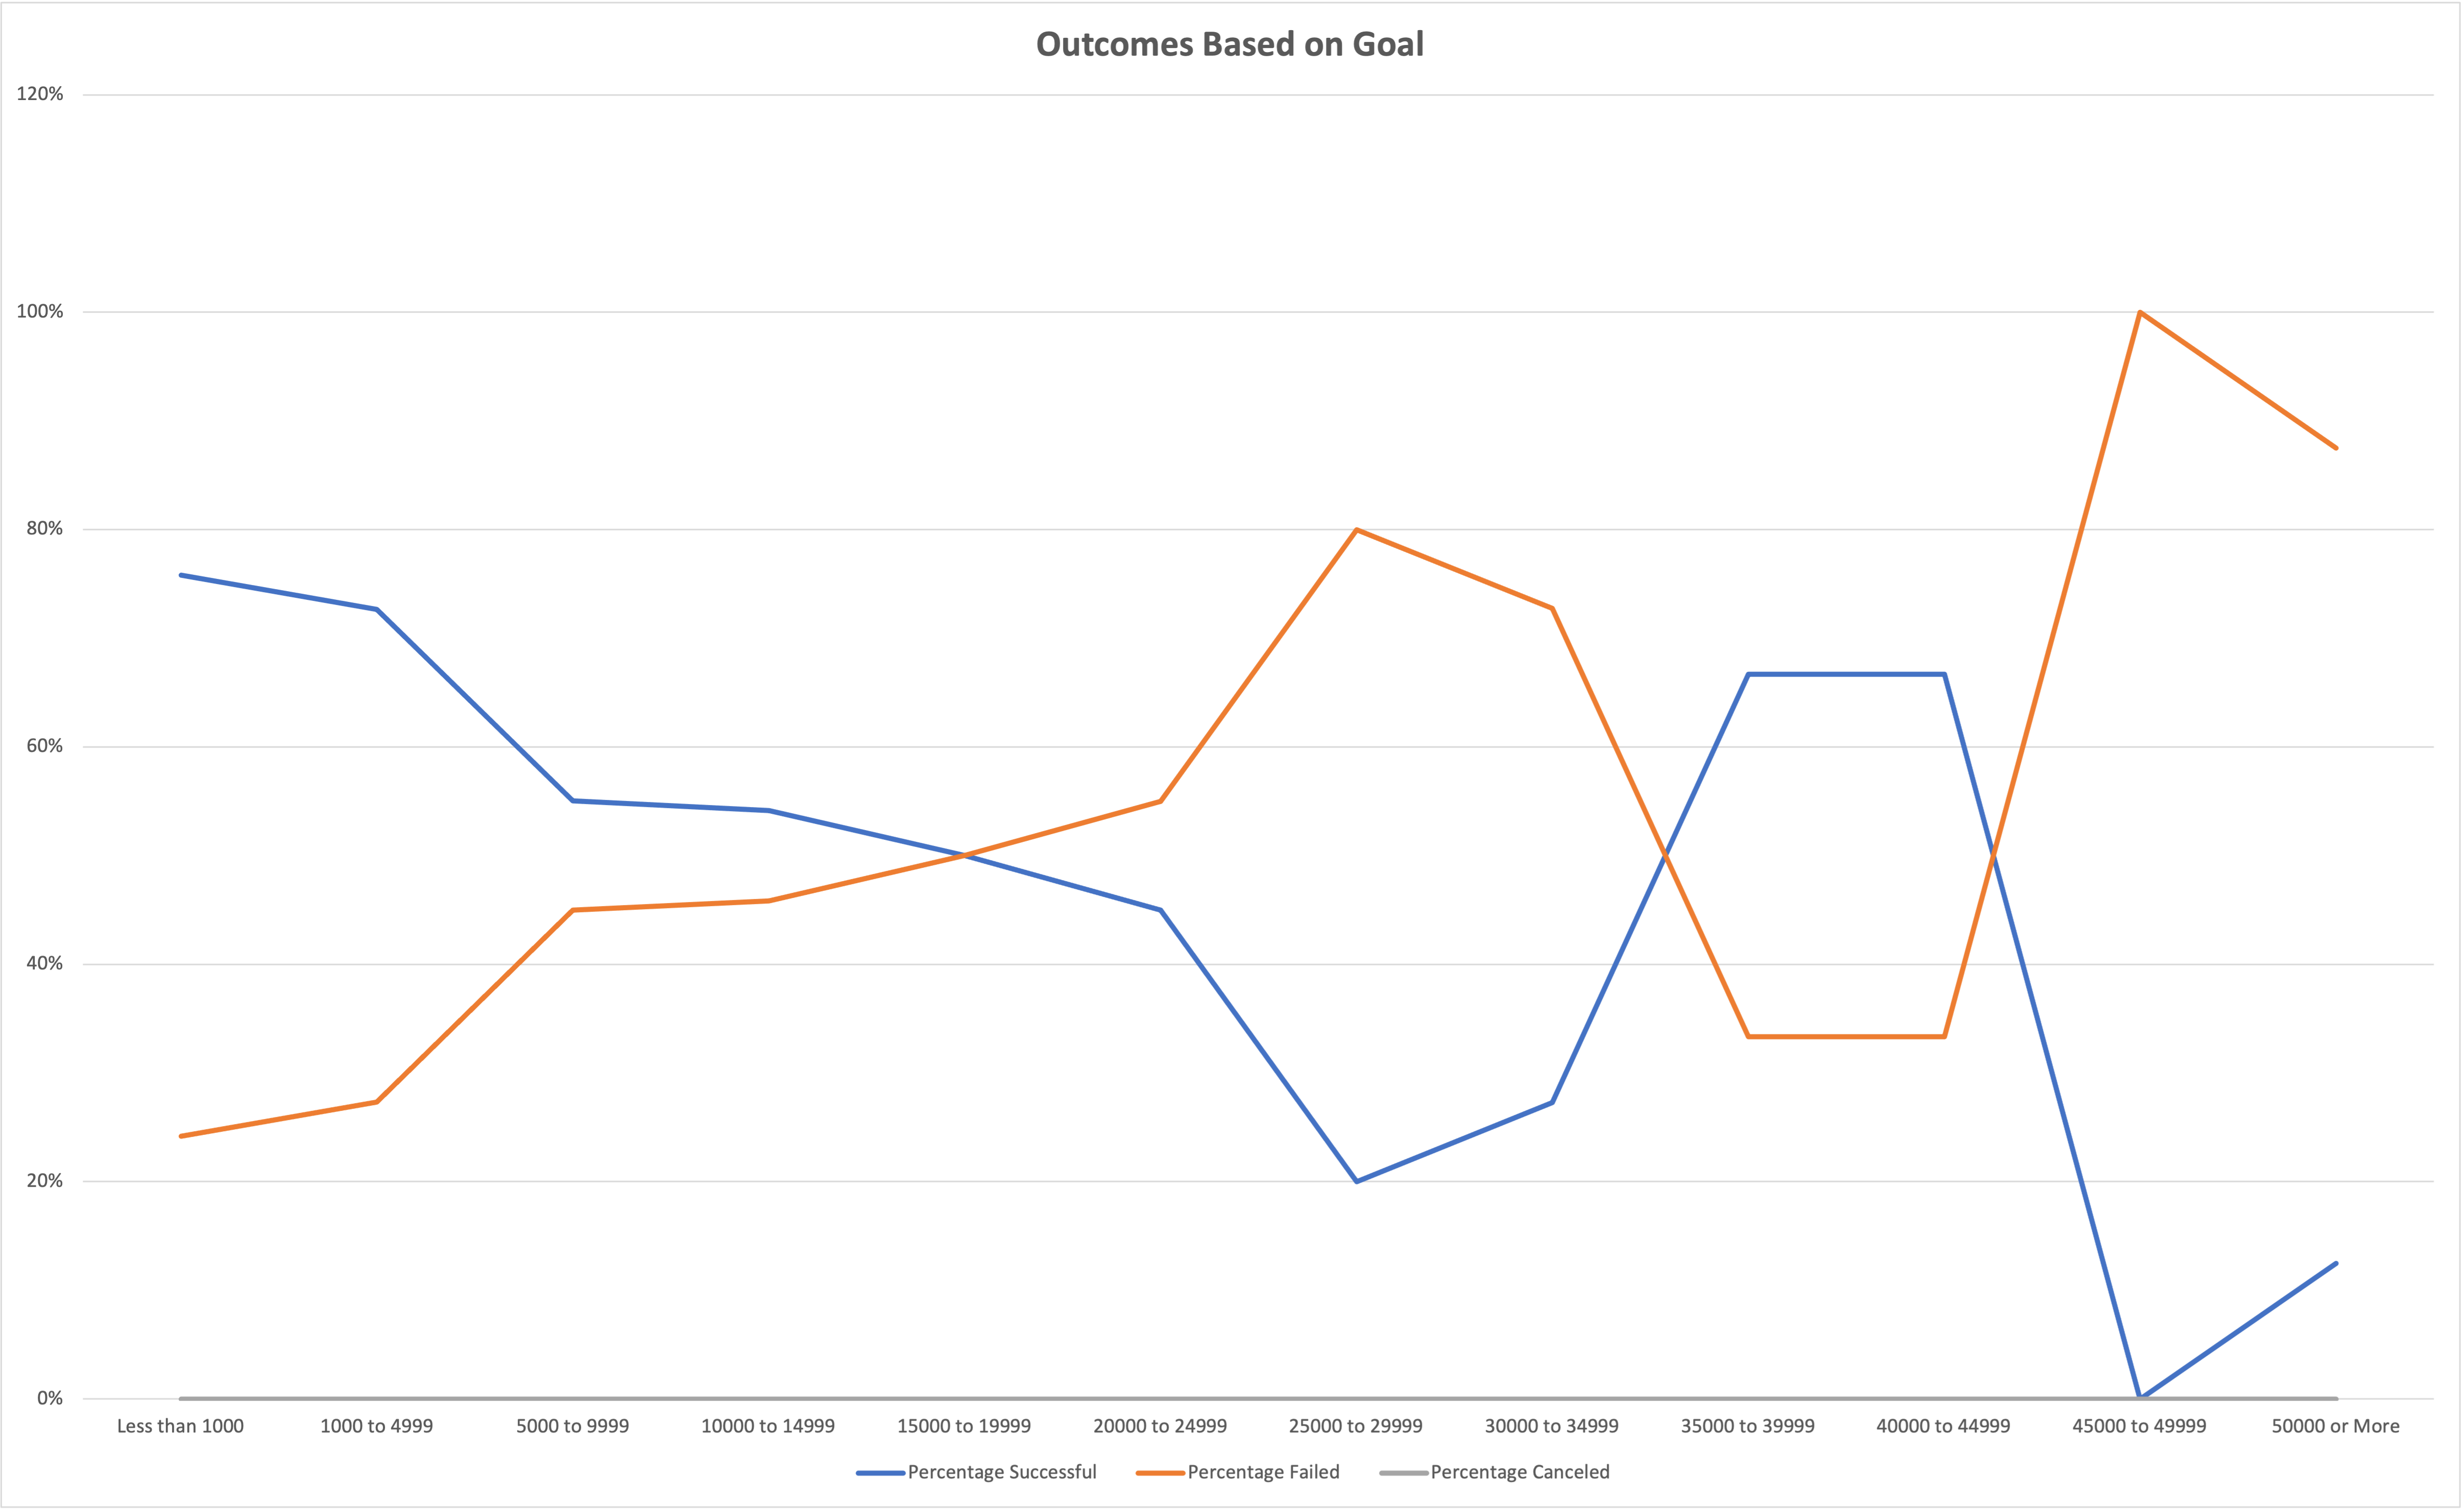 Outcomes Based on Goal
120%
100%
80%
60%
40%
20%
0%
Less than 1000 1000 to 4999 5000 to 9999 10000 to 14999 15000 to 19999 20000 to 24999 25000 to 29999 30000 to 34999 35000 to 39999 40000 to 44999 45000 to 49999 50000 or More
Percentage Successful Percentage Failed Percentage Canceled